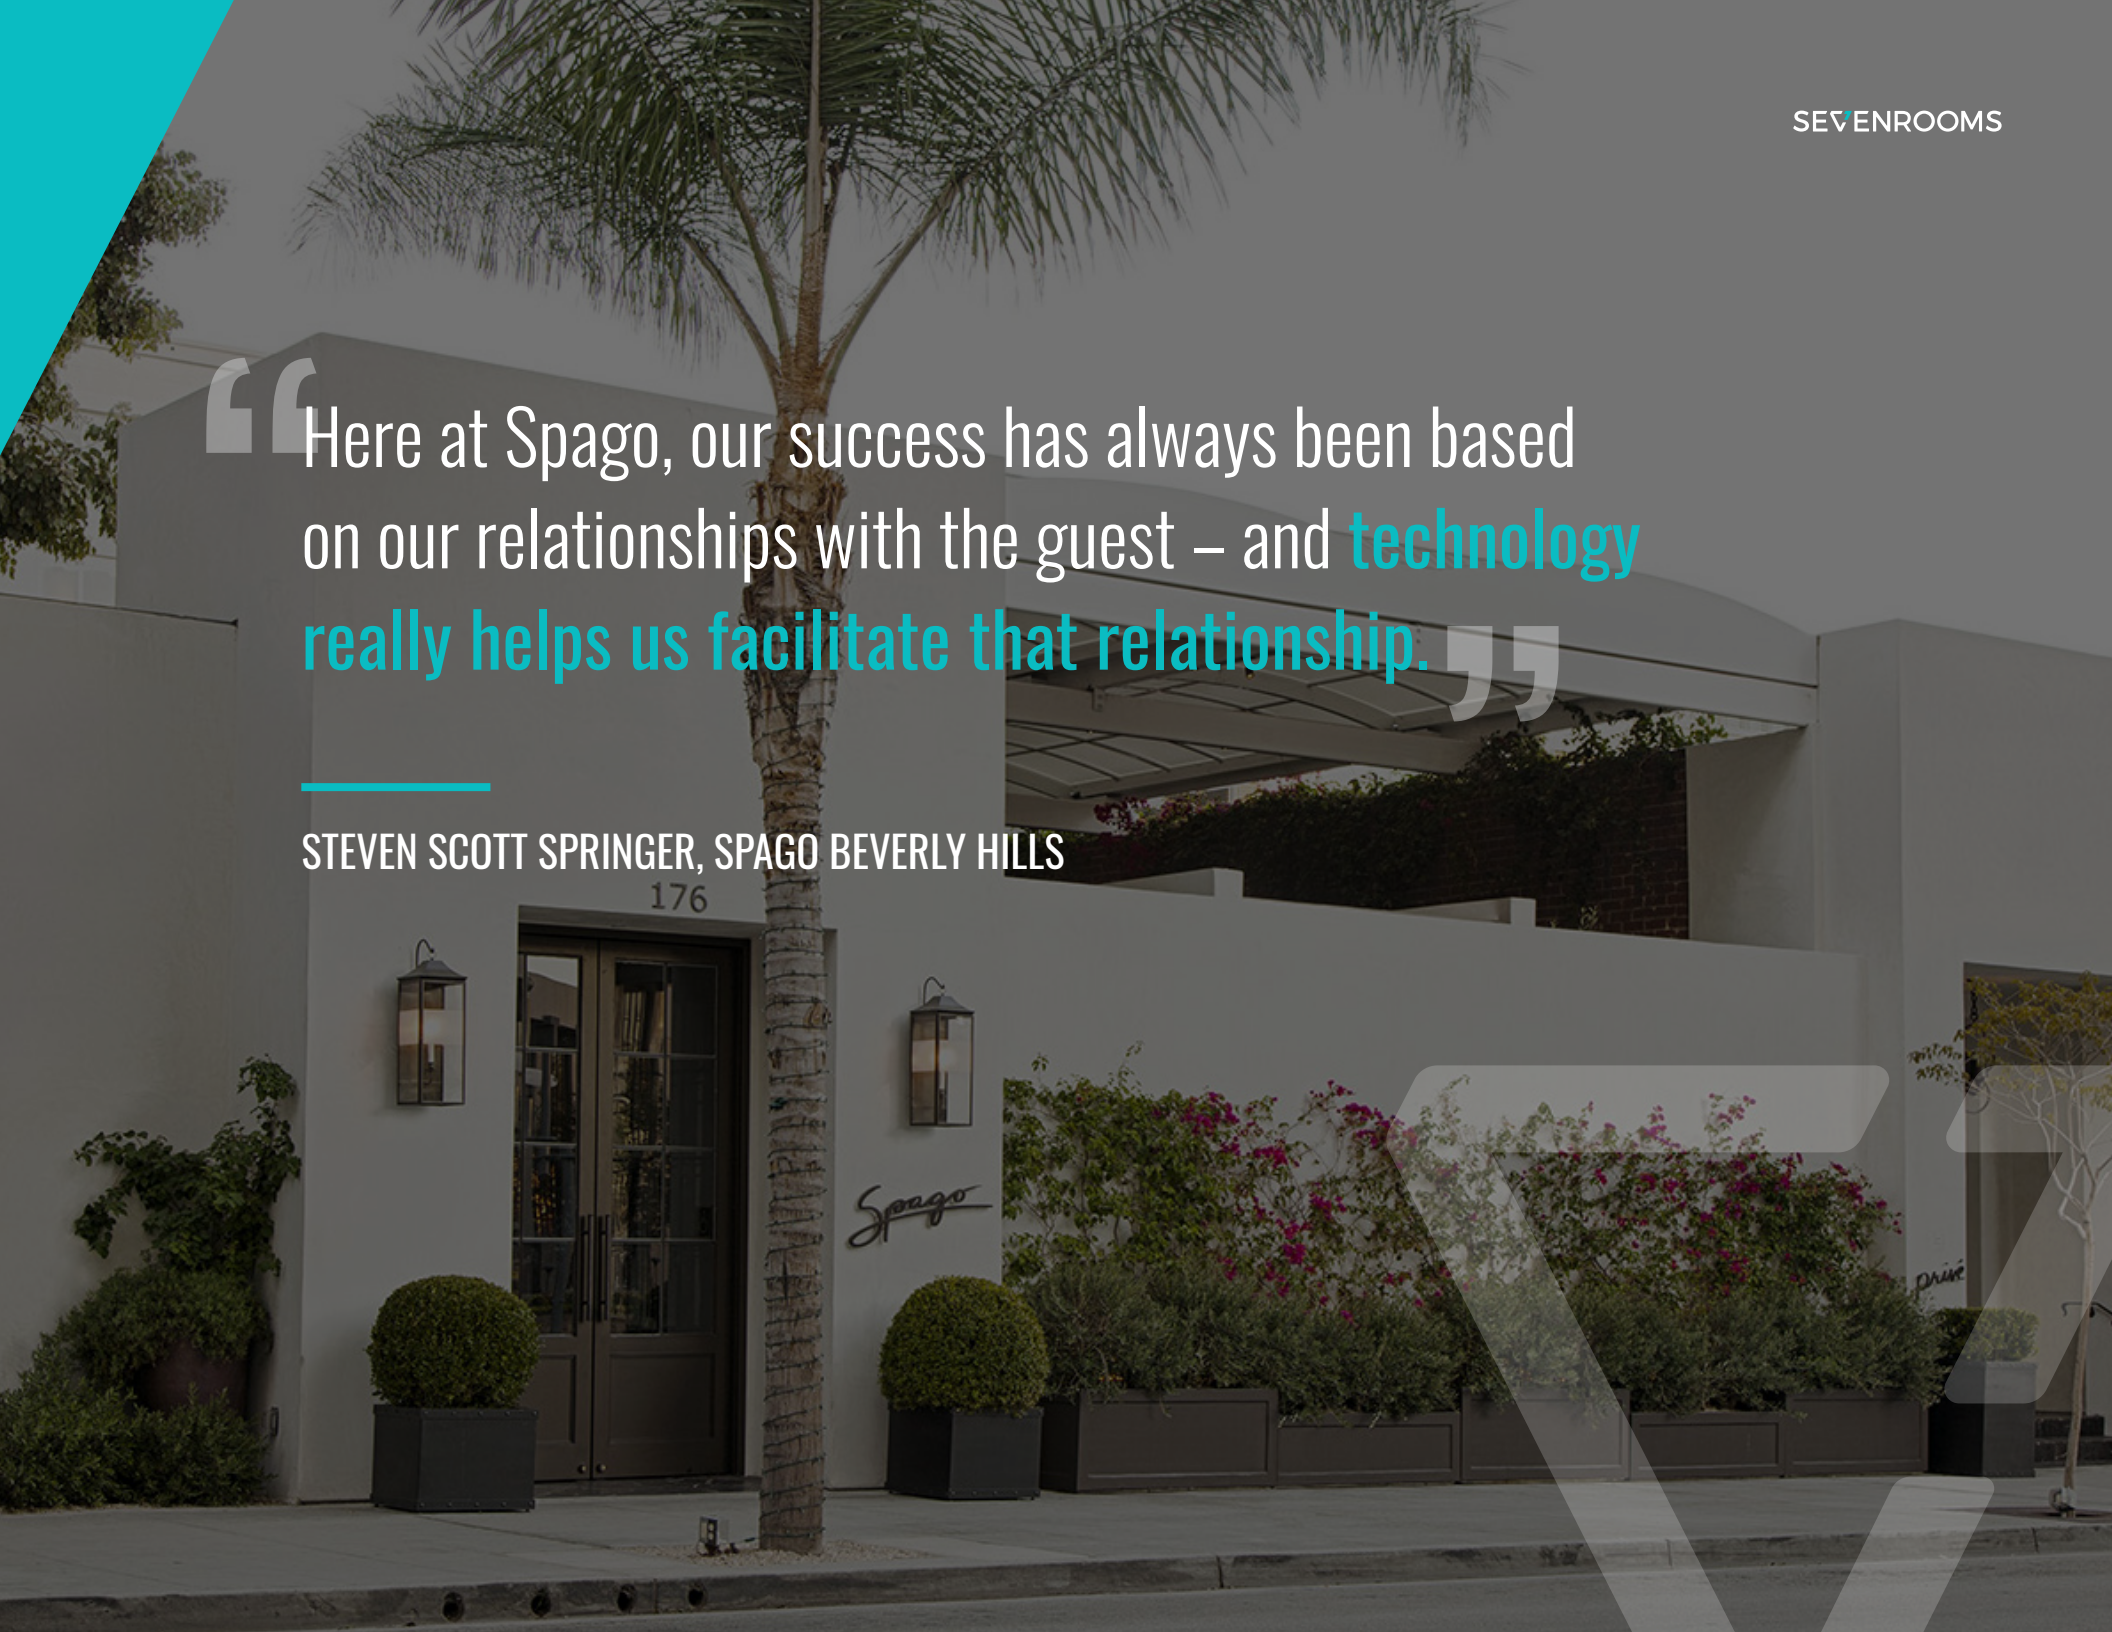 SEVENROOMS
“Here at Spago, our success has always been based
on our relationships with the guest – and technology
really helps us facilitate that relationship.”
STEVEN SCOTT SPRINGER, SPAGO BEVERLY HILLS
176
Spago
privé